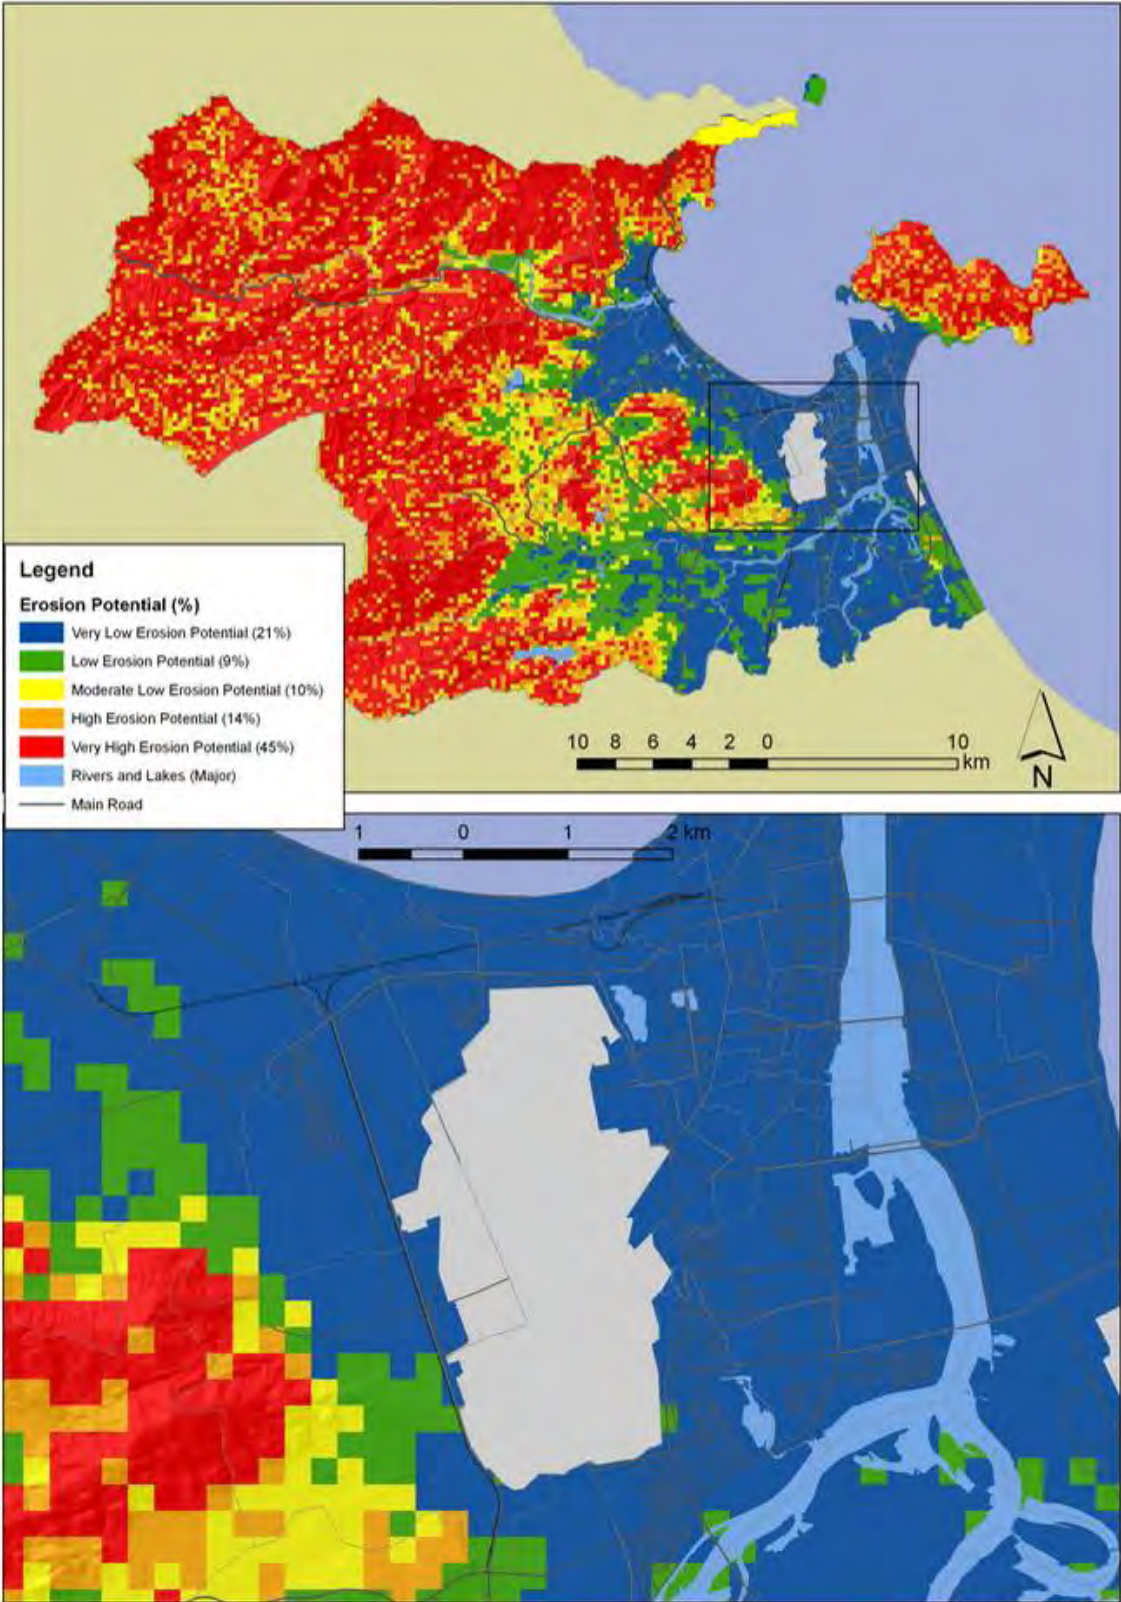 Legend
Erosion Potential (%)
Very Low Erosion Potential (21%)
Low Erosion Potential (9%)
Moderate Low Erosion Potential (10%)
High Erosion Potential (14%)
Very High Erosion Potential (45%)
Rivers and Lakes (Major)
Main Road
10 8 6 4 2 0 10
km
N
1 0 1 2 km